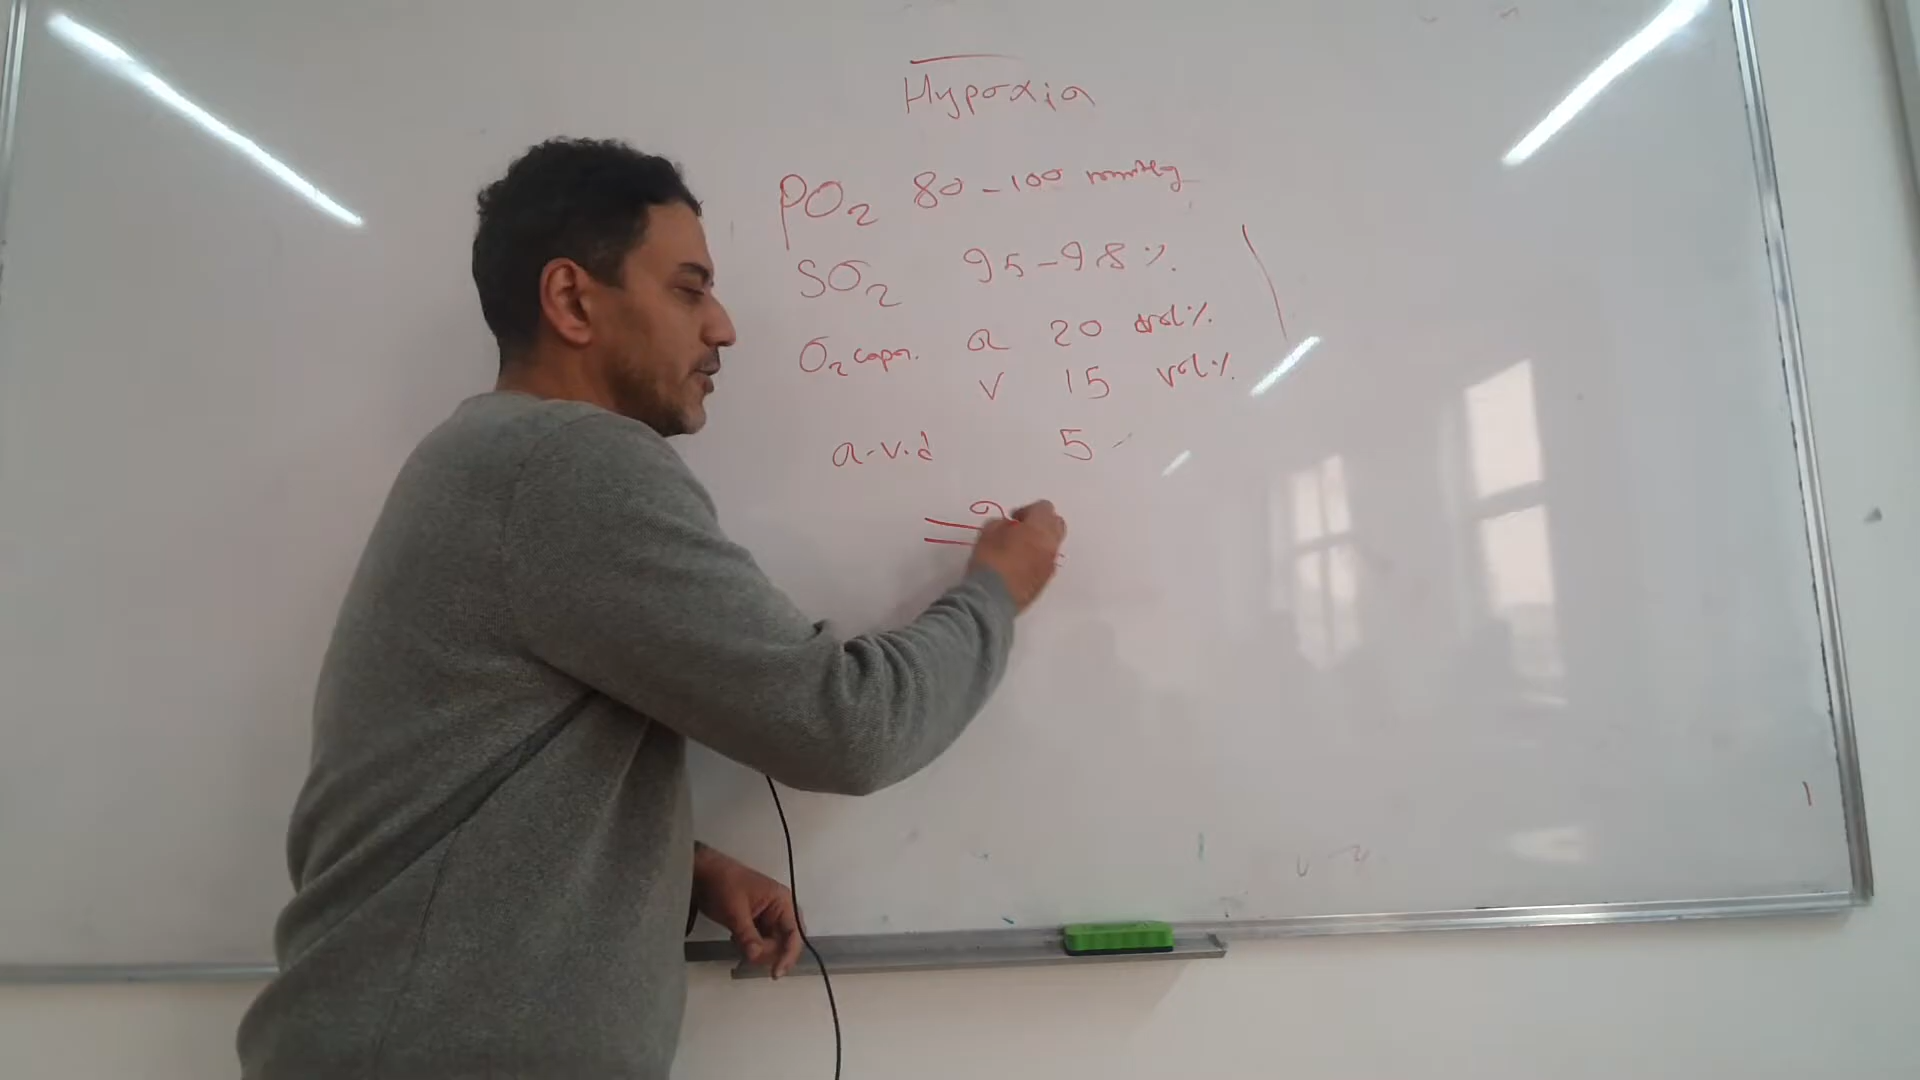 Hypoxia
PO2 80-100 mmHg
SO2 95-98 %
O2 capa. a 20 vol%
v 15 vol%
a-v.d 5
a